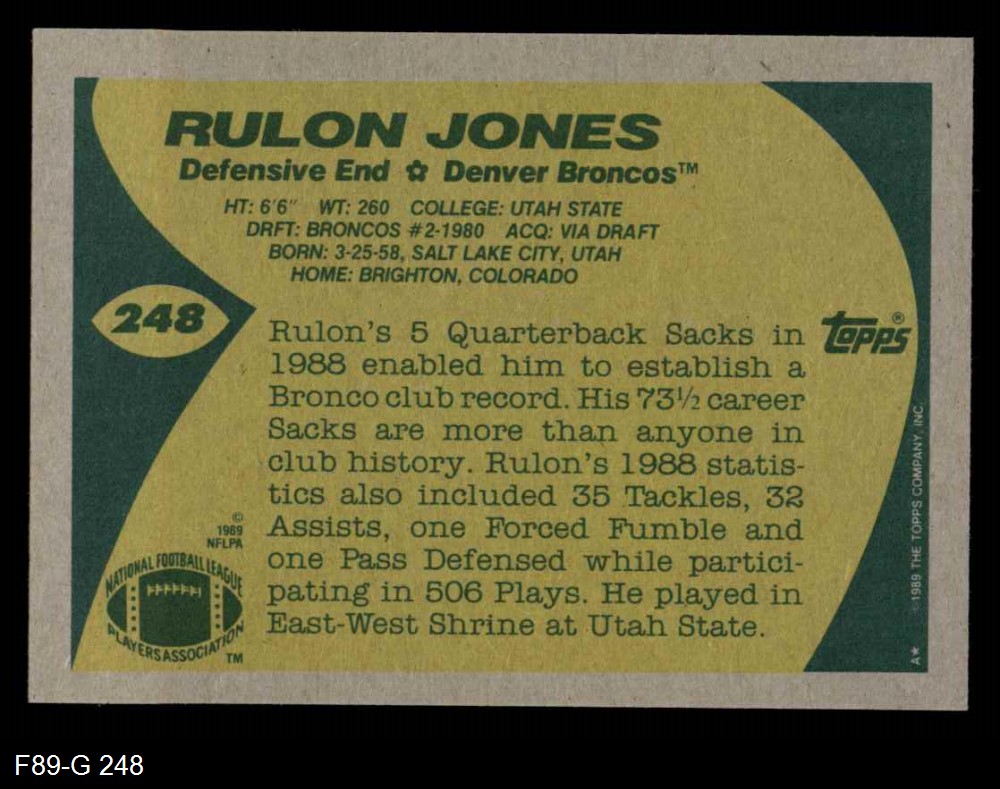 RULON JONES
Defensive End ✿ Denver Broncos™
HT: 6'6" WT: 260 COLLEGE: UTAH STATE
DRFT: BRONCOS #2-1980 ACQ: VIA DRAFT
BORN: 3-25-58, SALT LAKE CITY, UTAH
HOME: BRIGHTON, COLORADO
248
topps®
Rulon's 5 Quarterback Sacks in
1988 enabled him to establish a
Bronco club record. His 73½ career
Sacks are more than anyone in
club history. Rulon's 1988 statis-
tics also included 35 Tackles, 32
Assists, one Forced Fumble and
one Pass Defensed while partici-
pating in 506 Plays. He played in
East-West Shrine at Utah State.
©
1989
NFLPA
NATIONAL FOOTBALL LEAGUE
PLAYERS ASSOCIATION
TM
©1989 THE TOPPS COMPANY, INC.
A★
F89-G 248